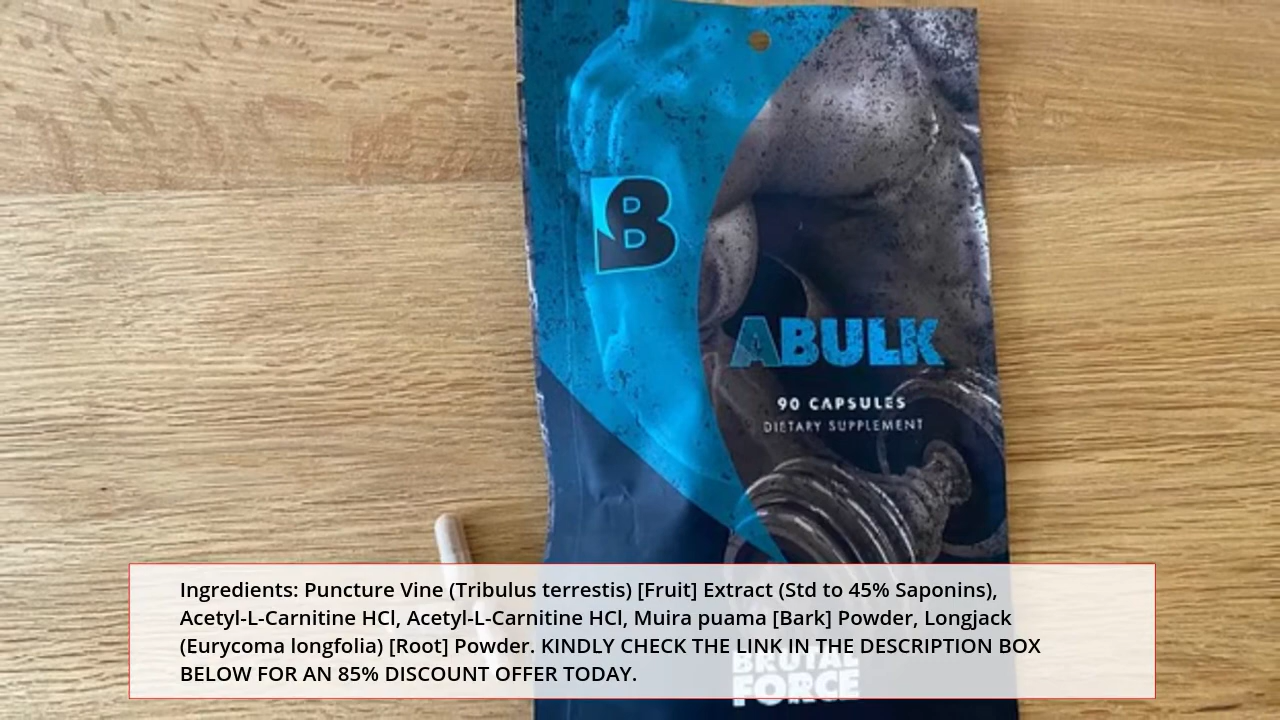 B
ABULK
90 CAPSULES
DIETARY SUPPLEMENT
Ingredients: Puncture Vine (Tribulus terrestis) [Fruit] Extract (Std to 45% Saponins),
Acetyl-L-Carnitine HCl, Acetyl-L-Carnitine HCl, Muira puama [Bark] Powder, Longjack
(Eurycoma longfolia) [Root] Powder. KINDLY CHECK THE LINK IN THE DESCRIPTION BOX
BELOW FOR AN 85% DISCOUNT OFFER TODAY.
BRUTAL
FORCE